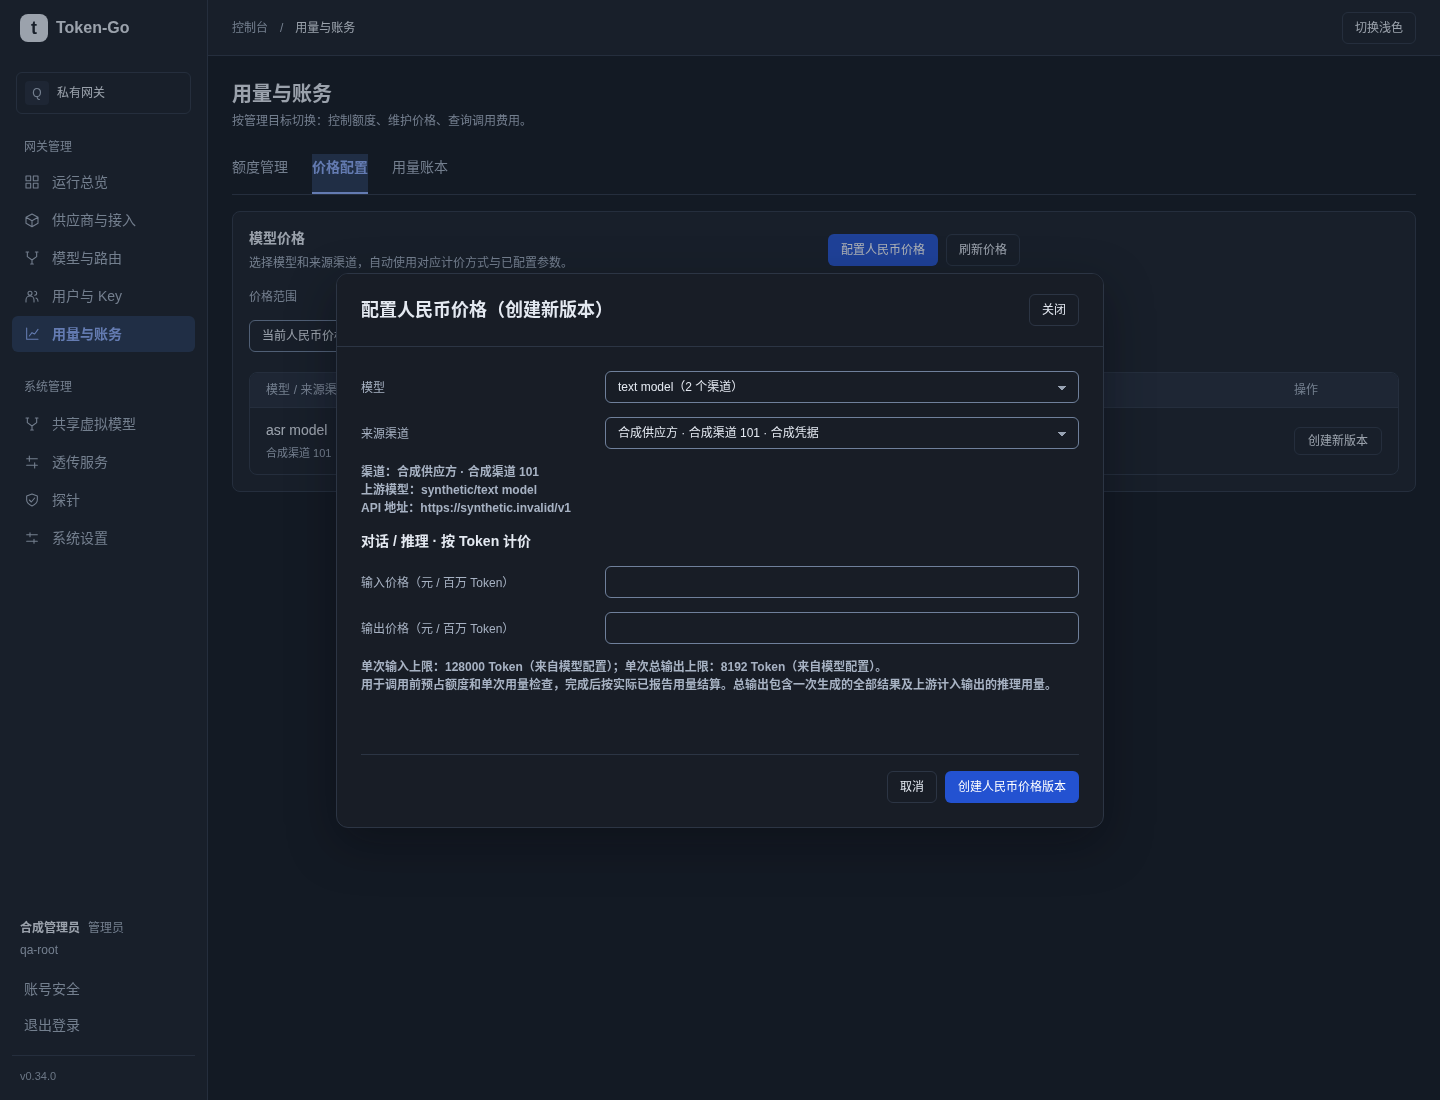 t Token-Go
Q 私有网关
网关管理
运行总览
供应商与接入
模型与路由
用户与 Key
用量与账务
系统管理
共享虚拟模型
透传服务
探针
系统设置
合成管理员 管理员
qa-root
账号安全
退出登录
v0.34.0
控制台 / 用量与账务
切换浅色
用量与账务
按管理目标切换：控制额度、维护价格、查询调用费用。
额度管理 价格配置 用量账本
模型价格
选择模型和来源渠道，自动使用对应计价方式与已配置参数。
配置人民币价格 刷新价格
价格范围
当前人民币价
模型 / 来源渠 操作
asr model
合成渠道 101
创建新版本
配置人民币价格（创建新版本）
关闭
模型 text model（2 个渠道）
来源渠道 合成供应方 · 合成渠道 101 · 合成凭据
渠道：合成供应方 · 合成渠道 101
上游模型：synthetic/text model
API 地址：https://synthetic.invalid/v1
对话 / 推理 · 按 Token 计价
输入价格（元 / 百万 Token）
输出价格（元 / 百万 Token）
单次输入上限：128000 Token（来自模型配置）；单次总输出上限：8192 Token（来自模型配置）。
用于调用前预占额度和单次用量检查，完成后按实际已报告用量结算。总输出包含一次生成的全部结果及上游计入输出的推理用量。
取消 创建人民币价格版本